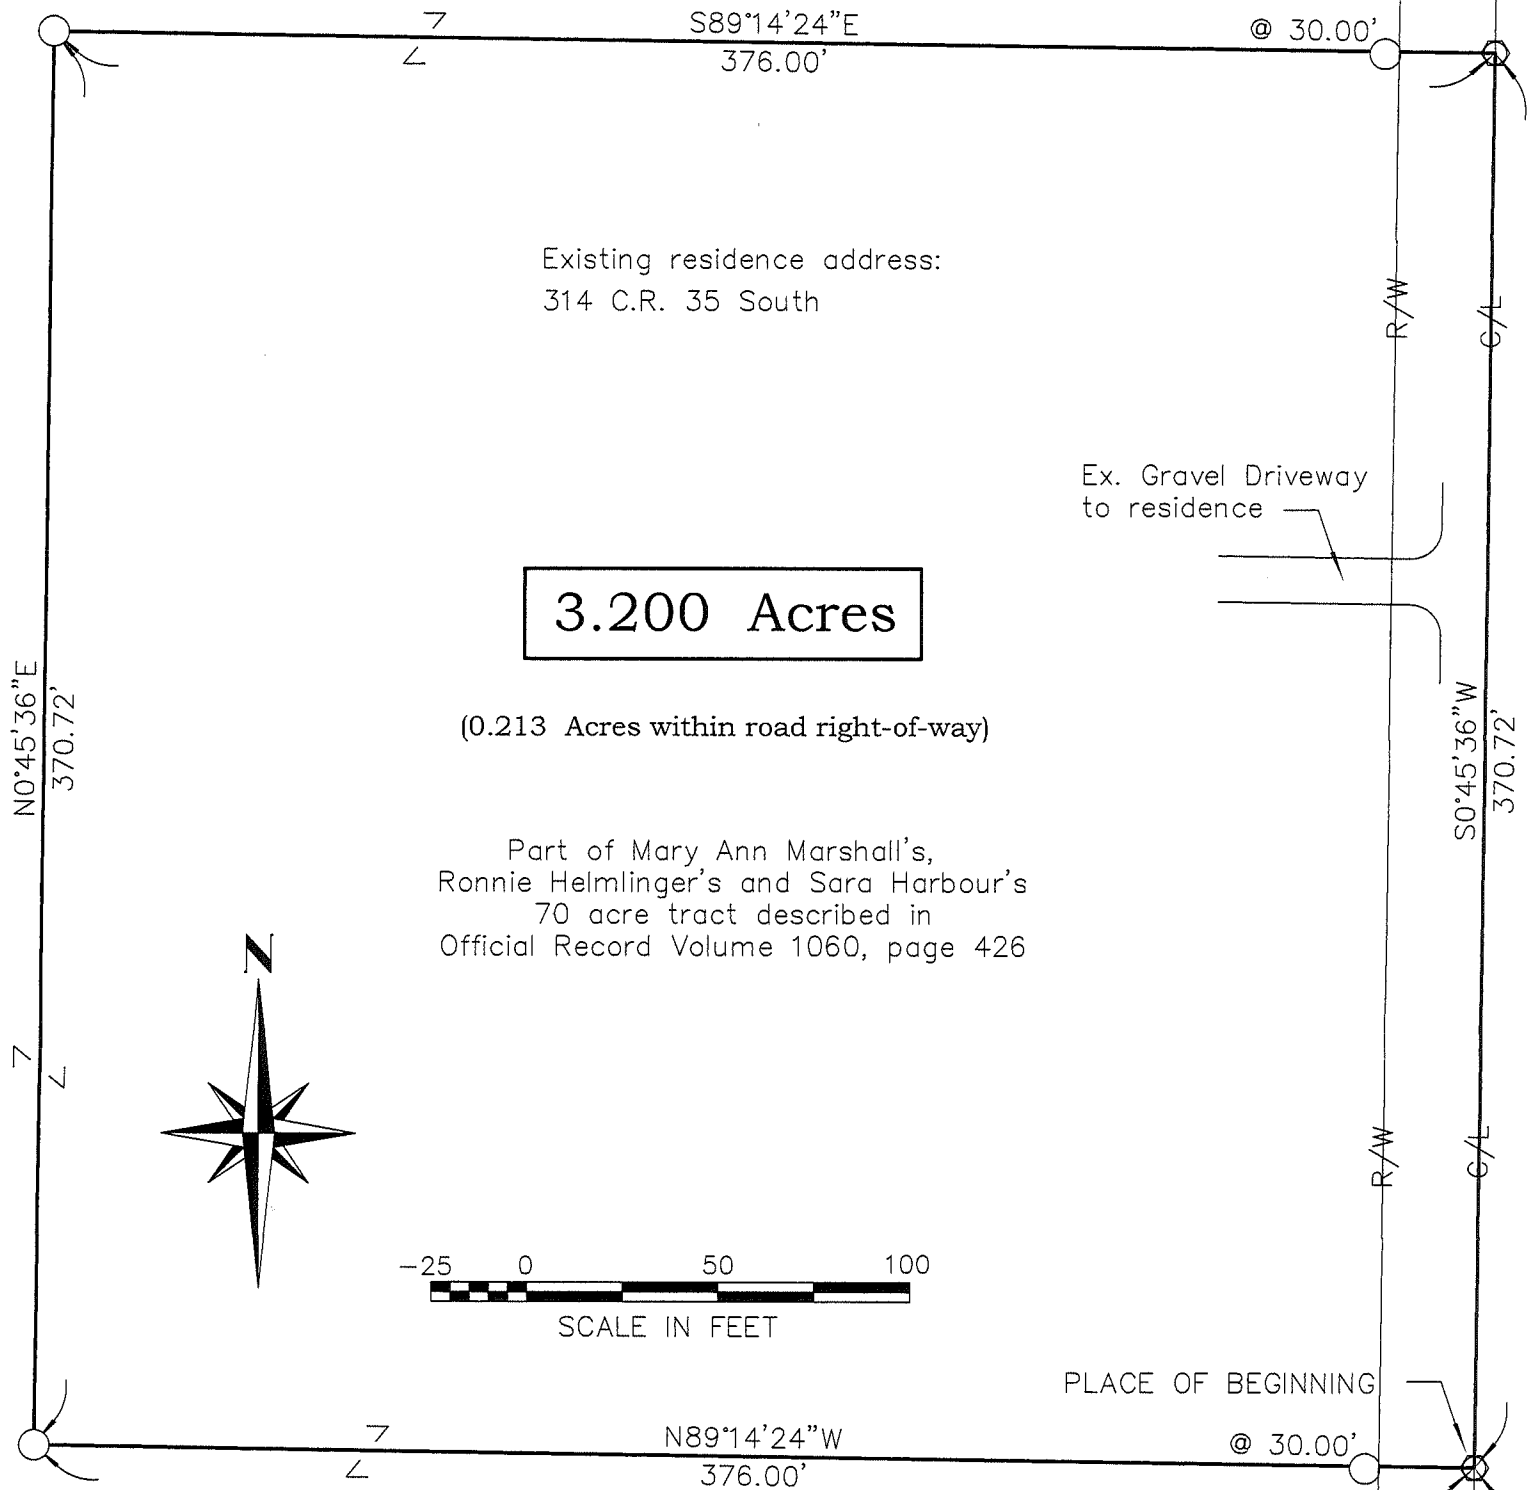 S89°14'24"E
376.00'
@ 30.00'
Existing residence address:
314 C.R. 35 South
R/W
C/L
Ex. Gravel Driveway
to residence
3.200 Acres
N0°45'36"E
370.72'
(0.213 Acres within road right-of-way)
S0°45'36"W
370.72'
Part of Mary Ann Marshall's,
Ronnie Helmlinger's and Sara Harbour's
70 acre tract described in
Official Record Volume 1060, page 426
N
R/W
C/L
-25 0 50 100
SCALE IN FEET
PLACE OF BEGINNING
N89°14'24"W
376.00'
@ 30.00'